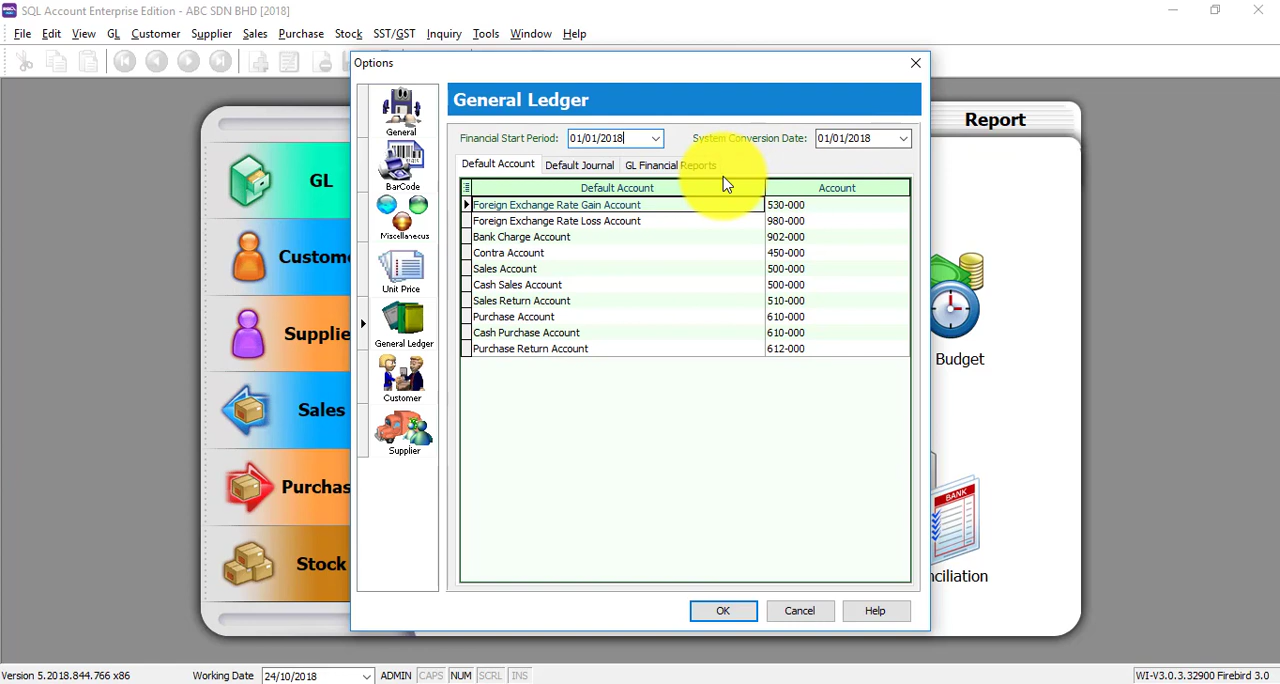 SQL Account Enterprise Edition - ABC SDN BHD [2018]
File Edit View GL Customer Supplier Sales Purchase Stock SST/GST Inquiry Tools Window Help
Options
General Ledger
Report
Financial Start Period: 01/01/2018 System Conversion Date: 01/01/2018
Default Account Default Journal GL Financial Reports
Default Account Account
Foreign Exchange Rate Gain Account 530-000
Foreign Exchange Rate Loss Account 980-000
Bank Charge Account 902-000
Contra Account 450-000
Sales Account 500-000
Cash Sales Account 500-000
Sales Return Account 510-000
Purchase Account 610-000
Cash Purchase Account 610-000
Purchase Return Account 612-000
General
BarCode
Miscellaneous
Unit Price
General Ledger
Customer
Supplier
GL
Custome
Supplie
Sales
Purchas
Stock
Budget
BANK
nciliation
OK Cancel Help
Version 5.2018.844.766 x86 Working Date 24/10/2018 ADMIN CAPS NUM SCRL INS WI-V3.0.3.32900 Firebird 3.0